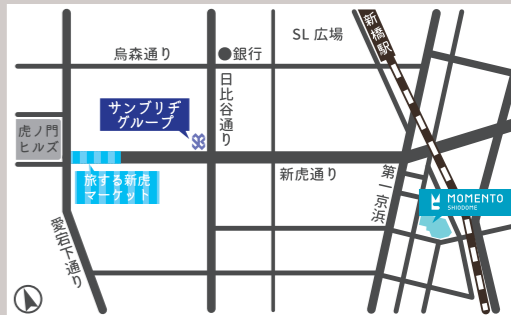 SL 広場
新橋駅
烏森通り
●銀行
日比谷通り
サンブリヂ
グループ
虎ノ門
ヒルズ
新虎通り
旅する新虎
マーケット
第一京浜
MOMENTO
SHIODOME
愛宕下通り